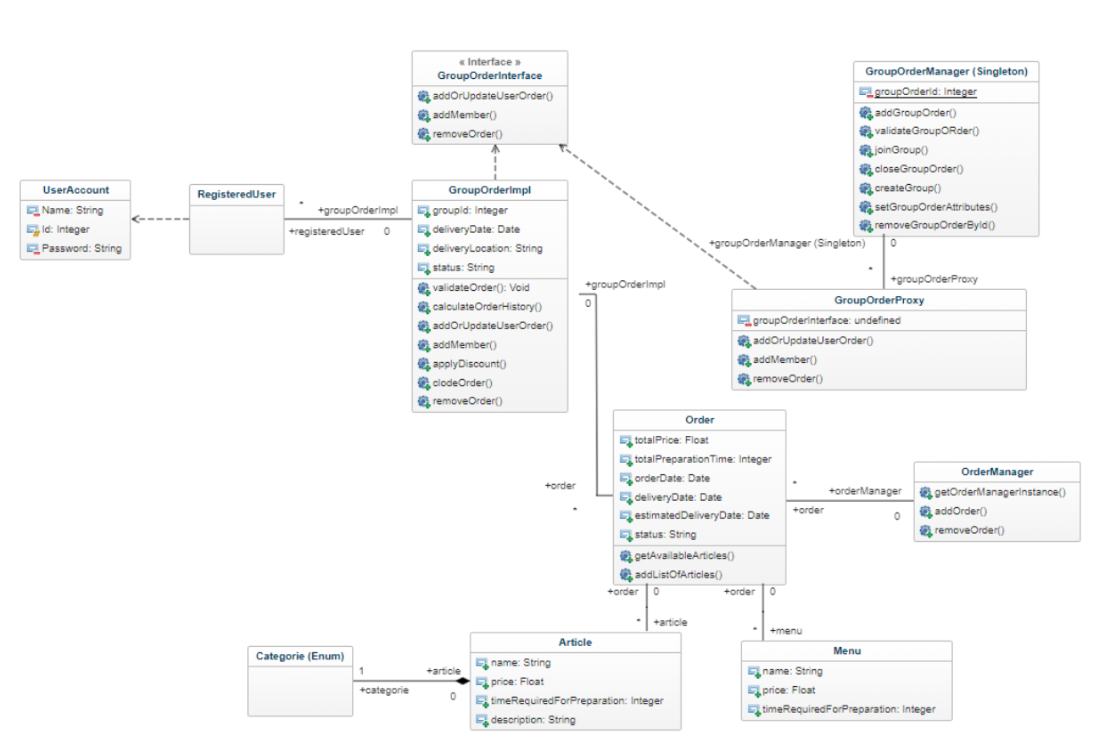 « Interface »
GroupOrderInterface
addOrUpdateUserOrder()
addMember()
removeOrder()
GroupOrderManager (Singleton)
groupOrderId: Integer
addGroupOrder()
validateGroupORder()
joinGroup()
closeGroupOrder()
createGroup()
setGroupOrderAttributes()
removeGroupOrderById()
UserAccount
Name: String
Id: Integer
Password: String
RegisteredUser
*
+groupOrderImpl
+registeredUser
0
GroupOrderImpl
groupId: Integer
deliveryDate: Date
deliveryLocation: String
status: String
validateOrder(): Void
calculateOrderHistory()
addOrUpdateUserOrder()
addMember()
applyDiscount()
clodeOrder()
removeOrder()
+groupOrderManager (Singleton)
0
*
+groupOrderProxy
GroupOrderProxy
groupOrderInterface: undefined
addOrUpdateUserOrder()
addMember()
removeOrder()
+groupOrderImpl
0
+order
*
Order
totalPrice: Float
totalPreparationTime: Integer
orderDate: Date
deliveryDate: Date
estimatedDeliveryDate: Date
status: String
getAvailableArticles()
addListOfArticles()
*
+orderManager
+order
0
OrderManager
getOrderManagerInstance()
addOrder()
removeOrder()
+order
0
*
+article
+order
0
*
+menu
Categorie (Enum)
1
+article
+categorie
0
Article
name: String
price: Float
timeRequiredForPreparation: Integer
description: String
Menu
name: String
price: Float
timeRequiredForPreparation: Integer